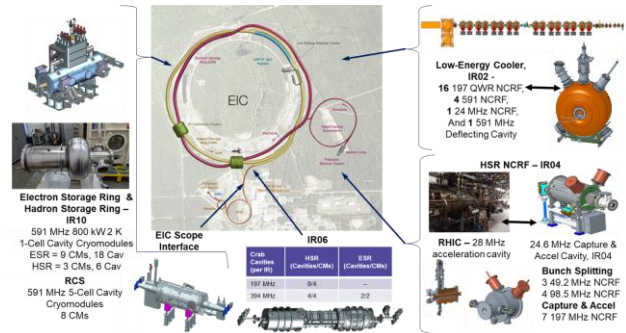 Electron Storage Ring &
Hadron Storage Ring –
IR10
591 MHz 800 kW 2 K
1-Cell Cavity Cryomodules
ESR = 9 CMs, 18 Cav
HSR = 3 CMs, 6 Cav
RCS
591 MHz 5-Cell Cavity
Cryomodules
8 CMs
EIC
EIC Scope
Interface
IR06
Crab
Cavities
(per IR)
HSR
(Cavities/CMs)
ESR
(Cavities/CMs)
197 MHz
8/4
–
394 MHz
4/4
2/2
Low-Energy Cooler,
IR02 -
16 197 QWR NCRF,
4 591 NCRF,
1 24 MHz NCRF,
And 1 591 MHz
Deflecting Cavity
HSR NCRF – IR04
RHIC – 28 MHz
acceleration cavity
24.6 MHz Capture &
Accel Cavity, IR04
Bunch Splitting
3 49.2 MHz NCRF
4 98.5 MHz NCRF
Capture & Accel
7 197 MHz NCRF